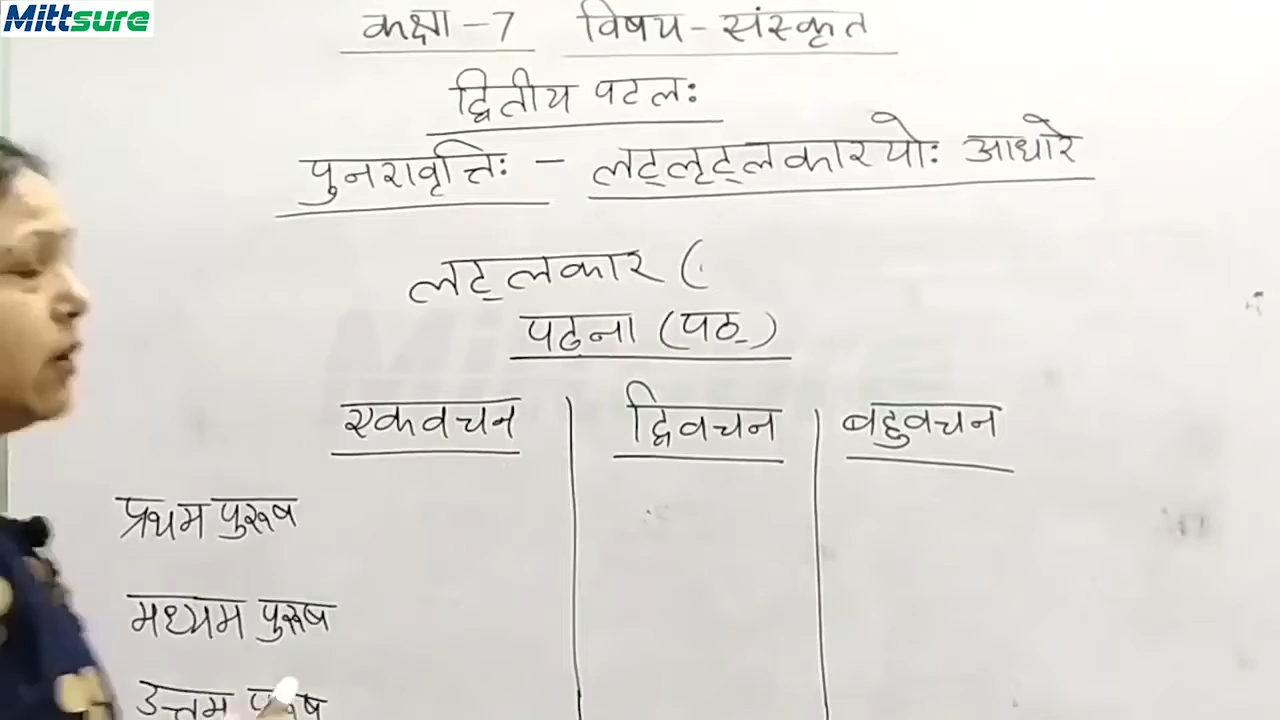 Mittsure
कक्षा - 7 विषय - संस्कृत
द्वितीय पटलः
पुनरावृत्तिः - लट्लृट्लकारयोः आधारे
लट्लकार (
पढना (पठ्)
एकवचन द्विवचन बहुवचन
प्रथम पुरूष
मध्यम पुरूष
उत्तम पुरूष